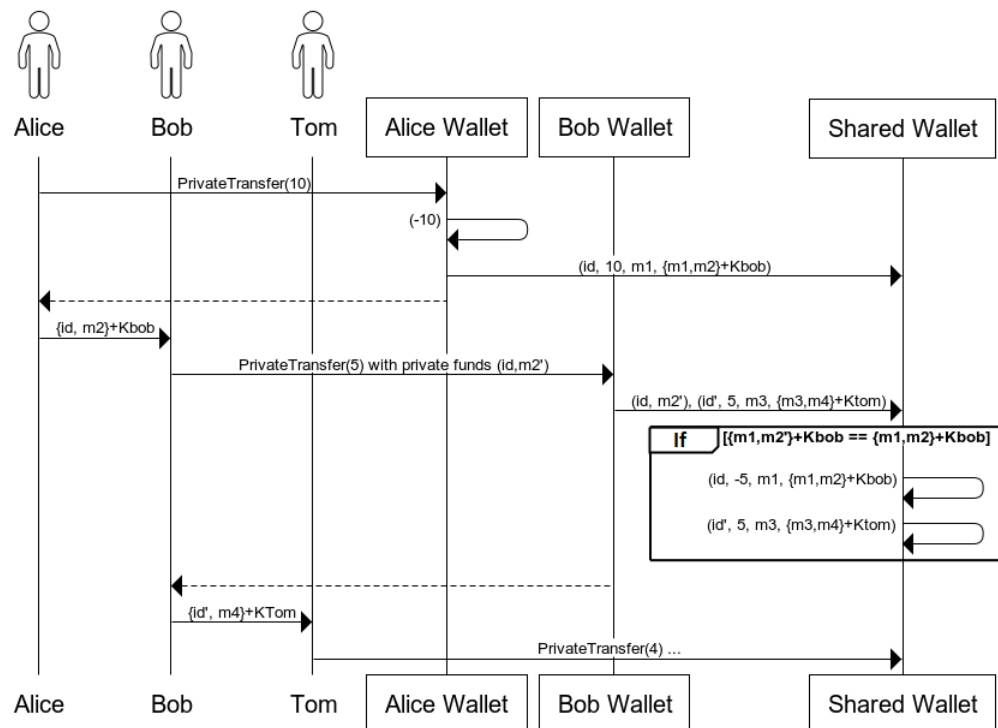 Alice Bob Tom Alice Wallet Bob Wallet Shared Wallet
PrivateTransfer(10)
(-10)
(id, 10, m1, {m1,m2}+Kbob)
{id, m2}+Kbob
PrivateTransfer(5) with private funds (id,m2')
(id, m2'), (id', 5, m3, {m3,m4}+Ktom)
If [{m1,m2'}+Kbob == {m1,m2}+Kbob]
(id, -5, m1, {m1,m2}+Kbob)
(id', 5, m3, {m3,m4}+Ktom)
{id', m4}+KTom
PrivateTransfer(4) ...
Alice Bob Tom Alice Wallet Bob Wallet Shared Wallet